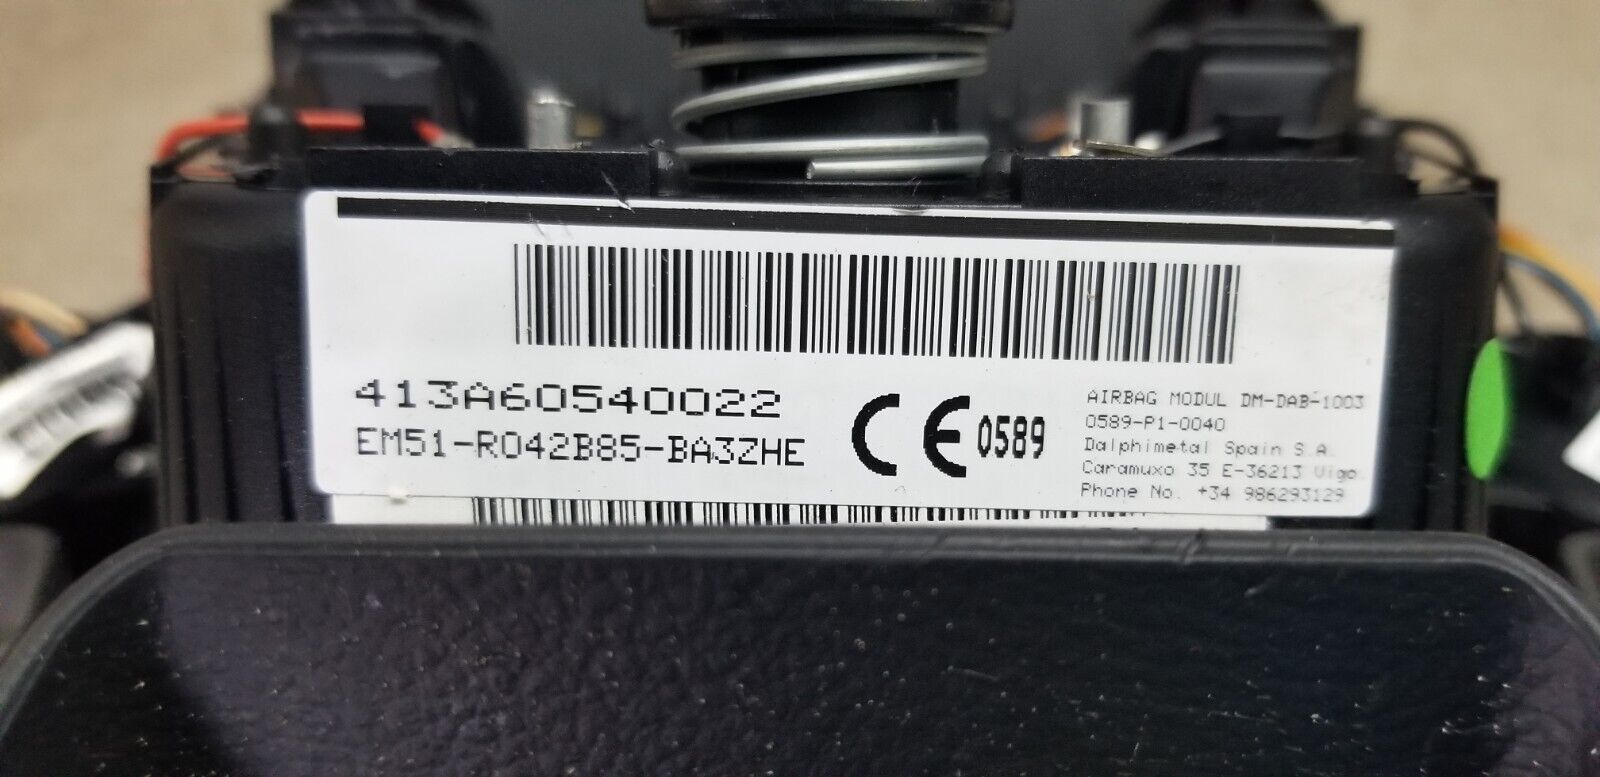 413A60540022
EM51-R042B85-BA3ZHE
CE 0589
AIRBAG MODUL DM-DAB-1003
0589-P1-0040
Dalphimetal Spain S.A.
Caramuxo 35 E-36213 Vigo.
Phone No. +34 986293129